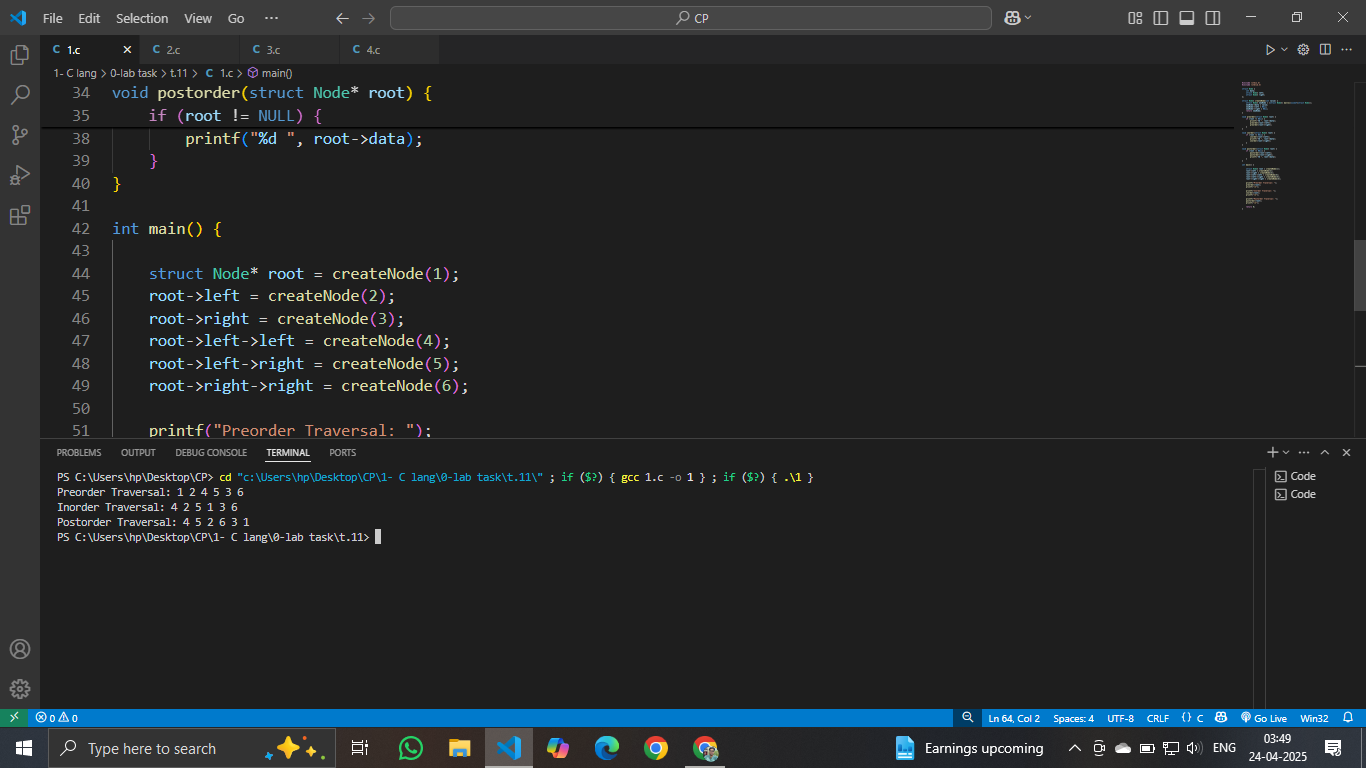 File Edit Selection View Go ··· CP
C 1.c × C 2.c C 3.c C 4.c
1- C lang > 0-lab task > t.11 > C 1.c > main()
34 void postorder(struct Node* root) {
35 if (root != NULL) {
38 printf("%d ", root->data);
39 }
40 }
41
42 int main() {
43
44 struct Node* root = createNode(1);
45 root->left = createNode(2);
46 root->right = createNode(3);
47 root->left->left = createNode(4);
48 root->left->right = createNode(5);
49 root->right->right = createNode(6);
50
51 printf("Preorder Traversal: ");
PROBLEMS OUTPUT DEBUG CONSOLE TERMINAL PORTS
PS C:\Users\hp\Desktop\CP> cd "c:\Users\hp\Desktop\CP\1- C lang\0-lab task\t.11\" ; if ($?) { gcc 1.c -o 1 } ; if ($?) { .\1 }
Preorder Traversal: 1 2 4 5 3 6
Inorder Traversal: 4 2 5 1 3 6
Postorder Traversal: 4 5 2 6 3 1
PS C:\Users\hp\Desktop\CP\1- C lang\0-lab task\t.11>
Code
Code
0 0 Ln 64, Col 2 Spaces: 4 UTF-8 CRLF {} C Go Live Win32
Type here to search Earnings upcoming ENG 03:49
24-04-2025